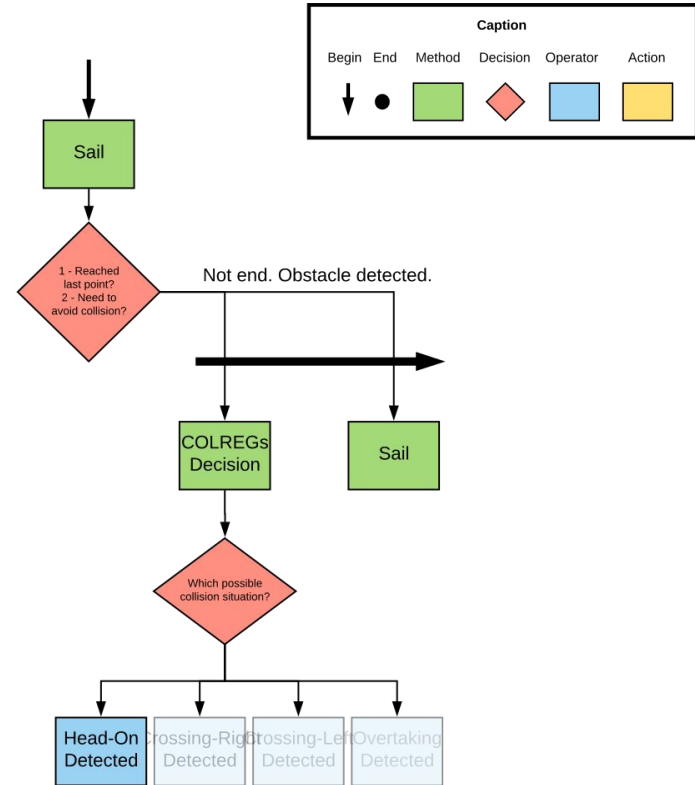 Caption
Begin End Method Decision Operator Action
Sail
1 - Reached
last point?
2 - Need to
avoid collision?
Not end. Obstacle detected.
COLREGs
Decision
Sail
Which possible
collision situation?
Head-On
Detected
Crossing-Right
Detected
Crossing-Left
Detected
Overtaking
Detected